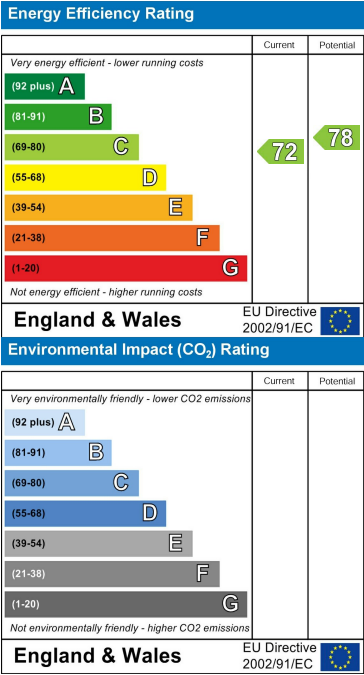 Energy Efficiency Rating
Current Potential
Very energy efficient - lower running costs
(92 plus) A
(81-91) B
(69-80) C
72 78
(55-68) D
(39-54) E
(21-38) F
(1-20) G
Not energy efficient - higher running costs
England & Wales
EU Directive
2002/91/EC
Environmental Impact (CO₂) Rating
Current Potential
Very environmentally friendly - lower CO2 emissions
(92 plus) A
(81-91) B
(69-80) C
(55-68) D
(39-54) E
(21-38) F
(1-20) G
Not environmentally friendly - higher CO2 emissions
England & Wales
EU Directive
2002/91/EC